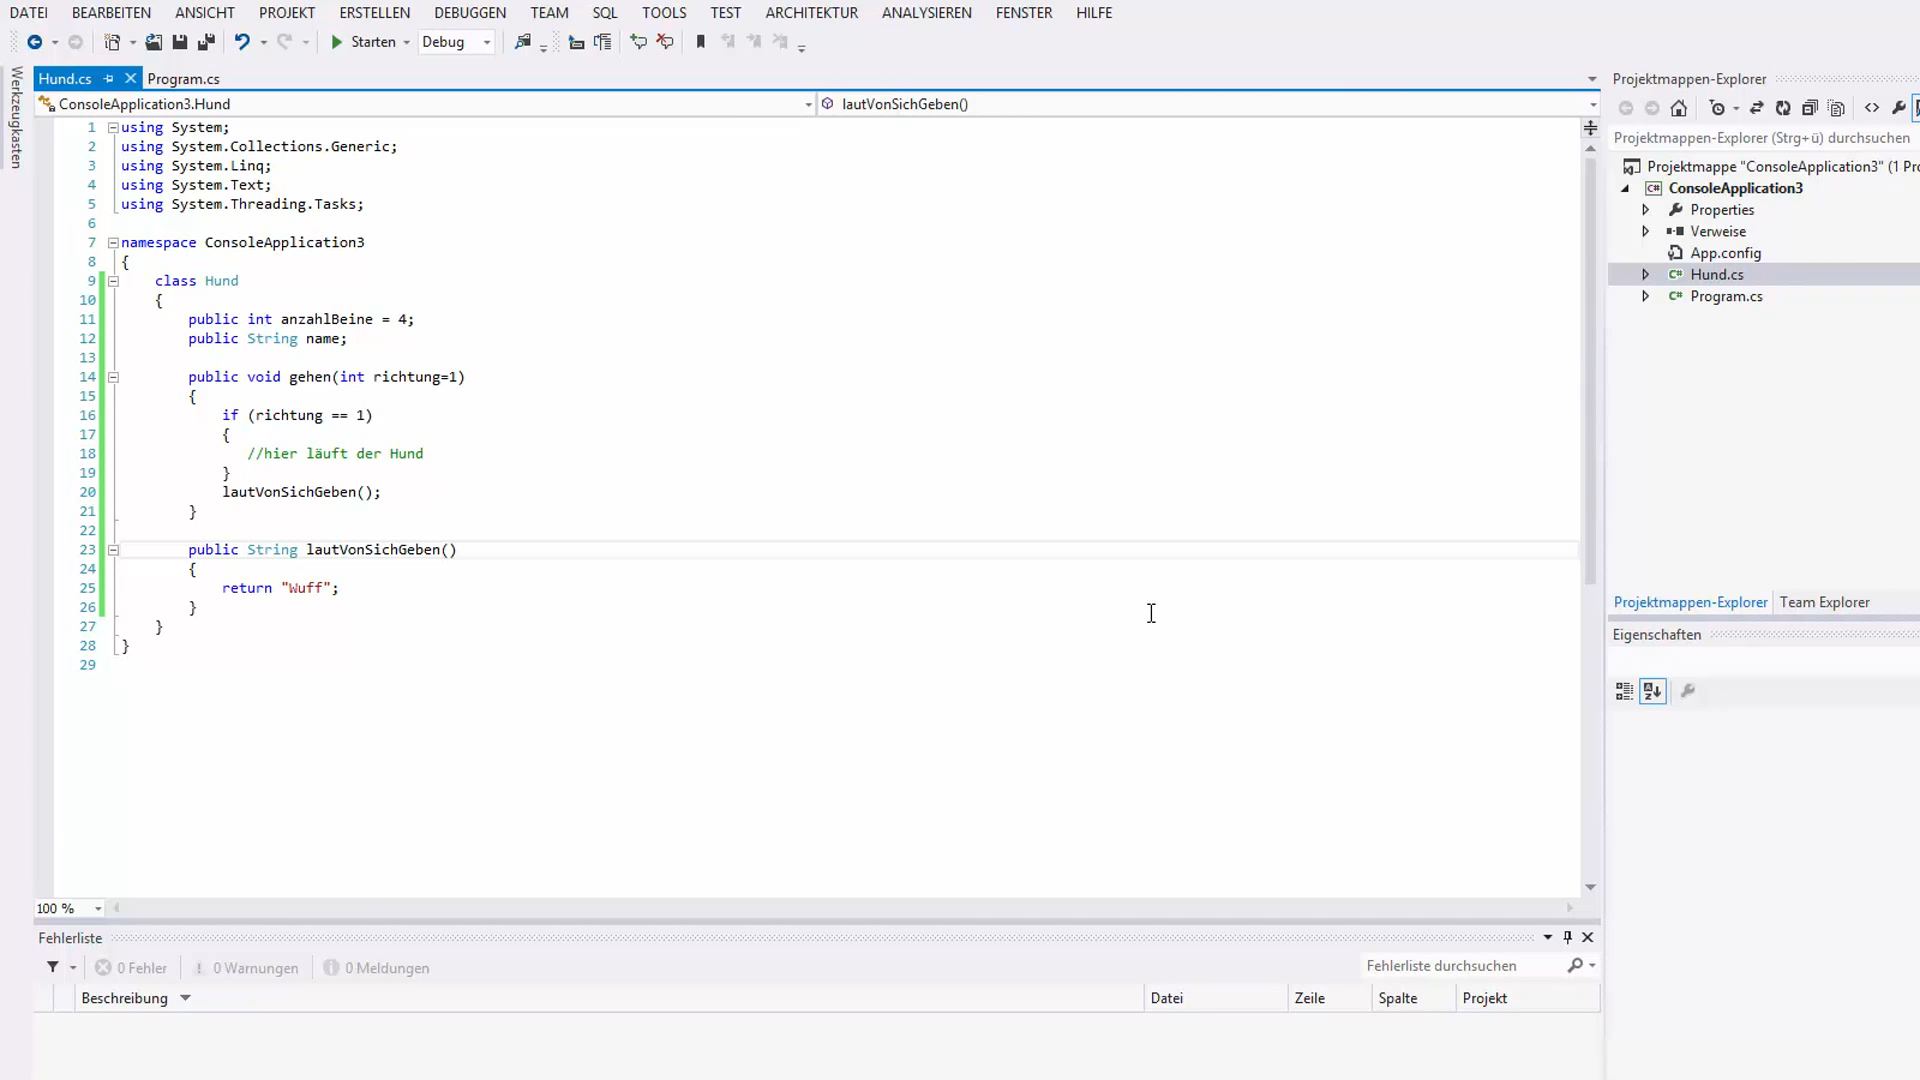 DATEI BEARBEITEN ANSICHT PROJEKT ERSTELLEN DEBUGGEN TEAM SQL TOOLS TEST ARCHITEKTUR ANALYSIEREN FENSTER HILFE
Starten Debug
Werkzeugkasten
Hund.cs Program.cs
ConsoleApplication3.Hund lautVonSichGeben()
1 using System;
2 using System.Collections.Generic;
3 using System.Linq;
4 using System.Text;
5 using System.Threading.Tasks;
6
7 namespace ConsoleApplication3
8 {
9 class Hund
10 {
11 public int anzahlBeine = 4;
12 public String name;
13
14 public void gehen(int richtung=1)
15 {
16 if (richtung == 1)
17 {
18 //hier läuft der Hund
19 }
20 lautVonSichGeben();
21 }
22
23 public String lautVonSichGeben()
24 {
25 return "Wuff";
26 }
27 }
28 }
29
100 %
Fehlerliste
0 Fehler 0 Warnungen 0 Meldungen Fehlerliste durchsuchen
Beschreibung Datei Zeile Spalte Projekt
Projektmappen-Explorer
Projektmappen-Explorer (Strg+ü) durchsuchen
Projektmappe "ConsoleApplication3" (1 Pro
C# ConsoleApplication3
Properties
Verweise
App.config
C# Hund.cs
C# Program.cs
Projektmappen-Explorer Team Explorer
Eigenschaften